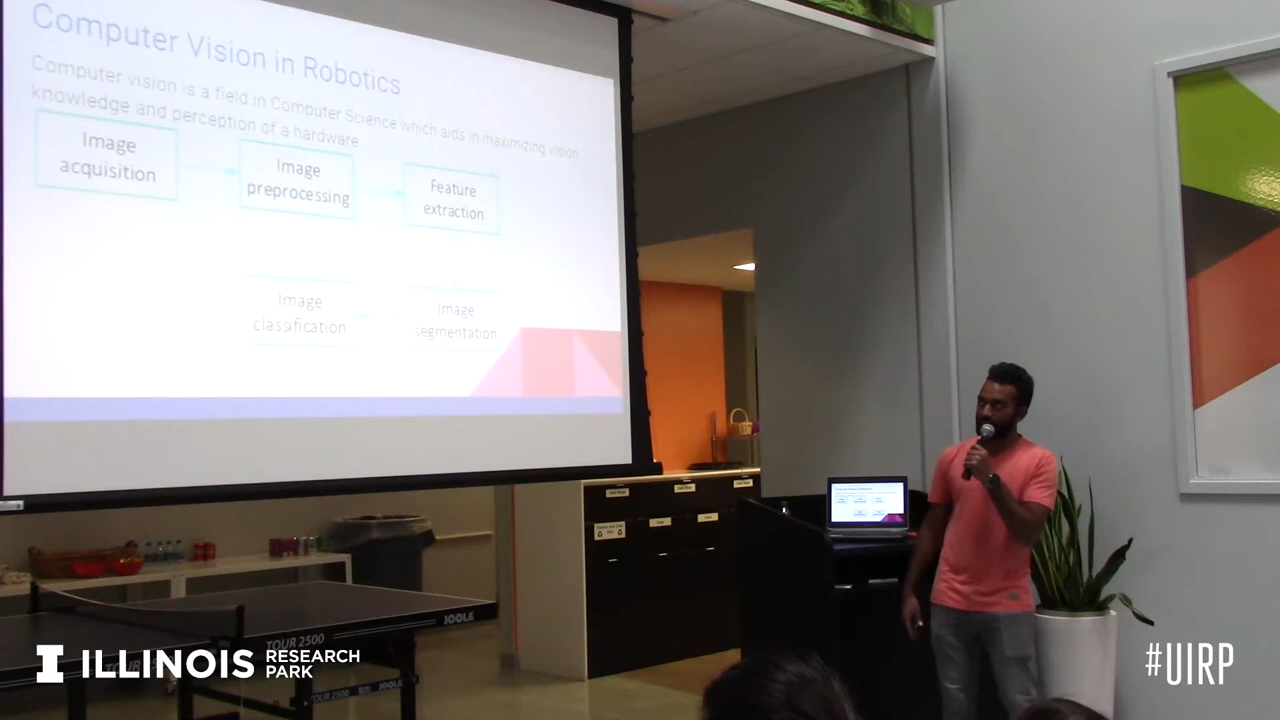 Computer Vision in Robotics
Computer vision is a field in Computer Science which aids in maximizing vision
knowledge and perception of a hardware
Image
acquisition
Image
preprocessing
Feature
extraction
Image
classification
Image
segmentation
JOOLA
TOUR 2500
TOUR 2500
ILLINOIS RESEARCH
PARK
#UIRP